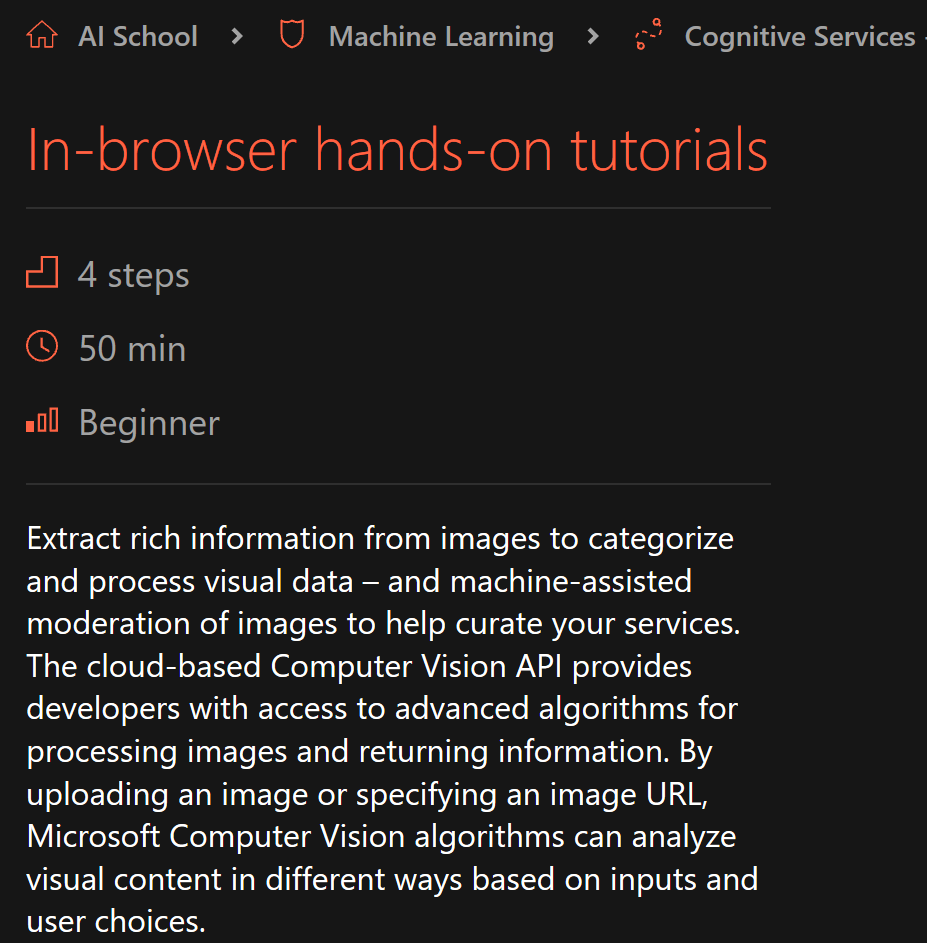 AI School > Machine Learning > Cognitive Services -
In-browser hands-on tutorials
4 steps
50 min
Beginner
Extract rich information from images to categorize
and process visual data – and machine-assisted
moderation of images to help curate your services.
The cloud-based Computer Vision API provides
developers with access to advanced algorithms for
processing images and returning information. By
uploading an image or specifying an image URL,
Microsoft Computer Vision algorithms can analyze
visual content in different ways based on inputs and
user choices.